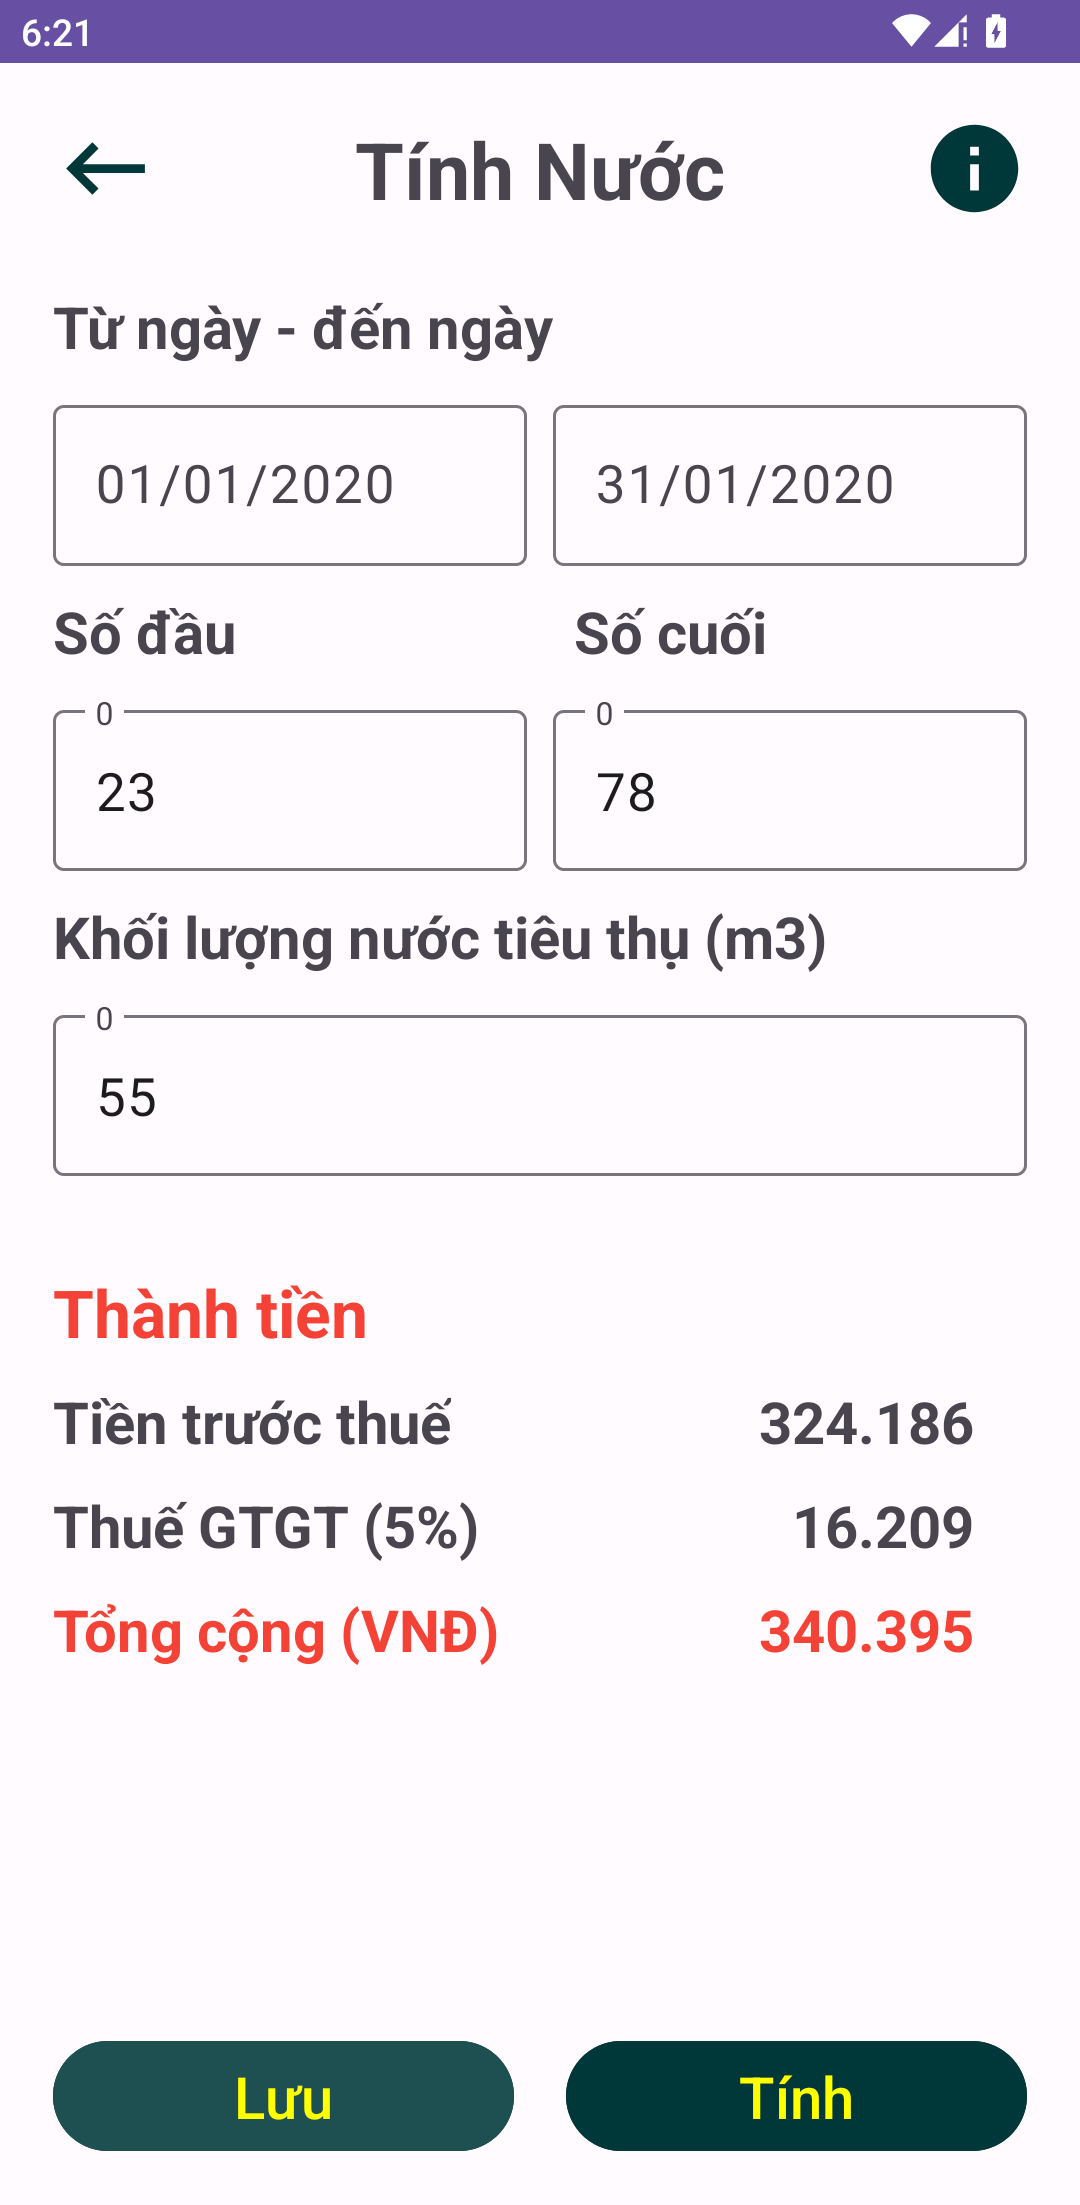 6:21
Tính Nước
Từ ngày - đến ngày
01/01/2020 31/01/2020
Số đầu Số cuối
0 0
23 78
Khối lượng nước tiêu thụ (m3)
0
55
Thành tiền
Tiền trước thuế 324.186
Thuế GTGT (5%) 16.209
Tổng cộng (VNĐ) 340.395
Lưu Tính